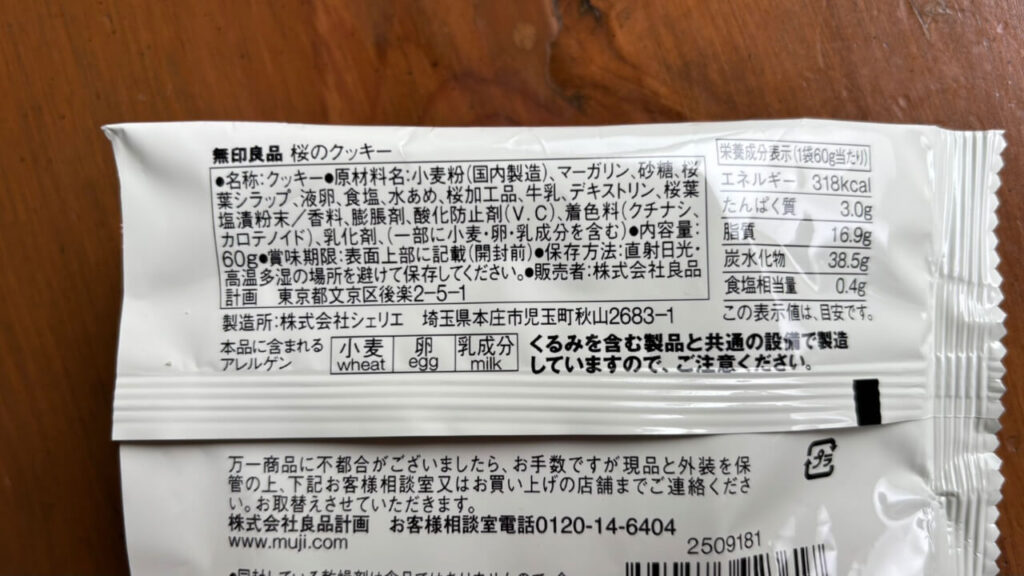 無印良品 桜のクッキー
●名称:クッキー●原材料名:小麦粉(国内製造)、マーガリン、砂糖、桜
葉シラップ、液卵、食塩、水あめ、桜加工品、牛乳、デキストリン、桜葉
塩漬粉末/香料、膨脹剤、酸化防止剤(V.C)、着色料(クチナシ、
カロテノイド)、乳化剤、(一部に小麦・卵・乳成分を含む)●内容量:
60g●賞味期限:表面上部に記載(開封前)●保存方法:直射日光・
高温多湿の場所を避けて保存してください。●販売者:株式会社良品
計画 東京都文京区後楽2-5-1
製造所:株式会社シェリエ 埼玉県本庄市児玉町秋山2683-1
栄養成分表示(1袋60g当たり)
エネルギー 318kcal
たんぱく質 3.0g
脂質 16.9g
炭水化物 38.5g
食塩相当量 0.4g
この表示値は、目安です。
本品に含まれる
アレルゲン
小麦 卵 乳成分
wheat egg milk
くるみを含む製品と共通の設備で製造
していますので、ご注意ください。
プラ
万一商品に不都合がございましたら、お手数ですが現品と外装を保
管の上、下記お客様相談室又はお買い上げの店舗までご連絡くださ
い。お取替えさせていただきます。
株式会社良品計画 お客様相談室電話0120-14-6404
www.muji.com/
2509181